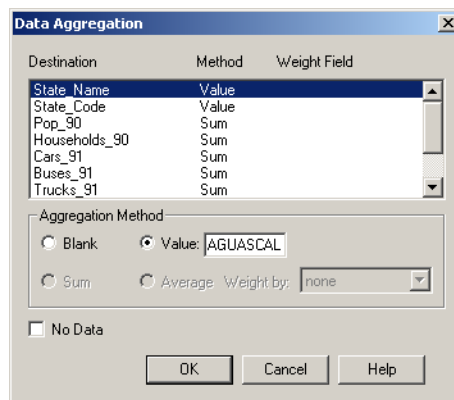 Data Aggregation
Destination Method Weight Field
State_Name Value
State_Code Value
Pop_90 Sum
Households_90 Sum
Cars_91 Sum
Buses_91 Sum
Trucks_91 Sum
Aggregation Method
Blank Value: AGUASCAL
Sum Average Weight by: none
No Data
OK Cancel Help